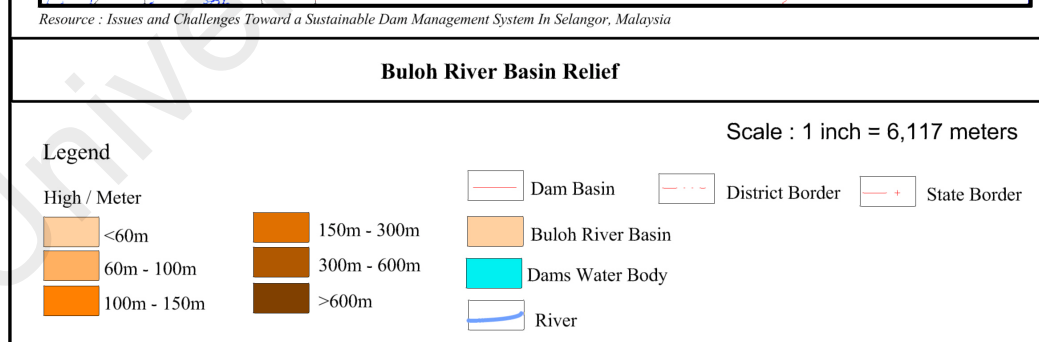 Resource : Issues and Challenges Toward a Sustainable Dam Management System In Selangor, Malaysia
Buloh River Basin Relief
Scale : 1 inch = 6,117 meters
Legend
High / Meter
<60m
60m - 100m
100m - 150m
150m - 300m
300m - 600m
>600m
Dam Basin
Buloh River Basin
Dams Water Body
River
District Border
State Border